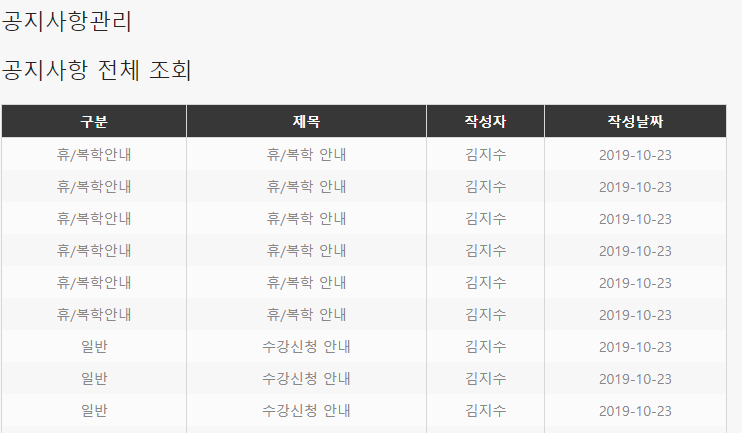 공지사항관리
공지사항 전체 조회
구분 제목 작성자 작성날짜
휴/복학안내 휴/복학 안내 김지수 2019-10-23
휴/복학안내 휴/복학 안내 김지수 2019-10-23
휴/복학안내 휴/복학 안내 김지수 2019-10-23
휴/복학안내 휴/복학 안내 김지수 2019-10-23
휴/복학안내 휴/복학 안내 김지수 2019-10-23
휴/복학안내 휴/복학 안내 김지수 2019-10-23
일반 수강신청 안내 김지수 2019-10-23
일반 수강신청 안내 김지수 2019-10-23
일반 수강신청 안내 김지수 2019-10-23